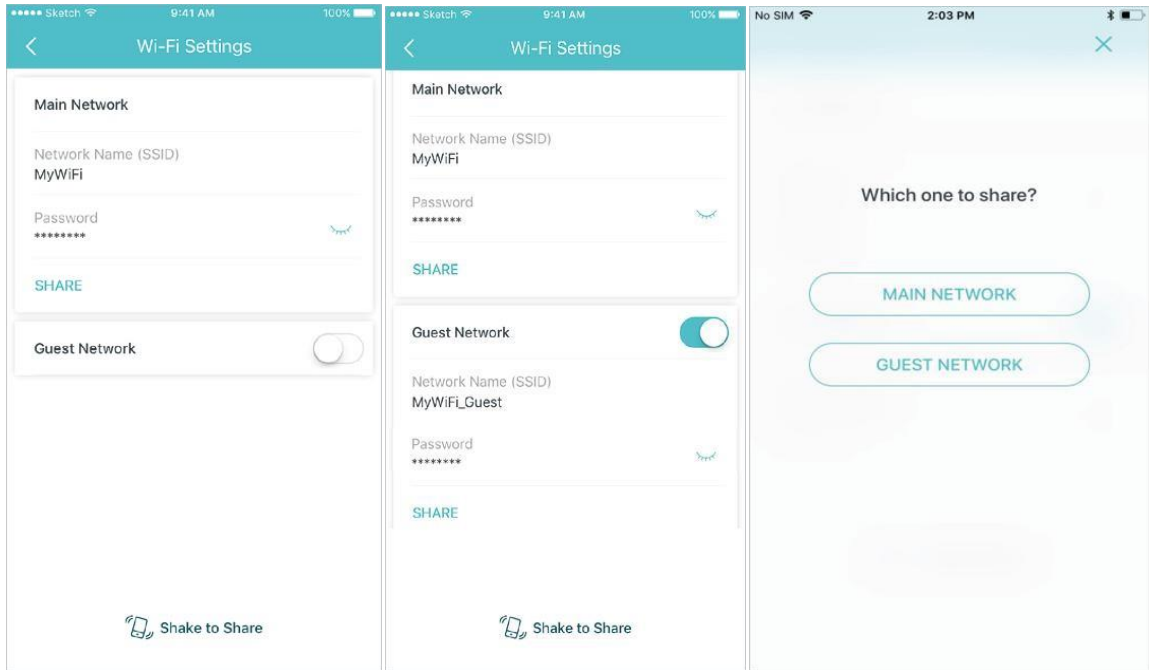 Sketch 9:41 AM 100%
Wi-Fi Settings
Main Network
Network Name (SSID)
MyWiFi
Password
********
SHARE
Guest Network
Shake to Share
Sketch 9:41 AM 100%
Wi-Fi Settings
Main Network
Network Name (SSID)
MyWiFi
Password
********
SHARE
Guest Network
Network Name (SSID)
MyWiFi_Guest
Password
********
SHARE
Shake to Share
No SIM 2:03 PM
Which one to share?
MAIN NETWORK
GUEST NETWORK